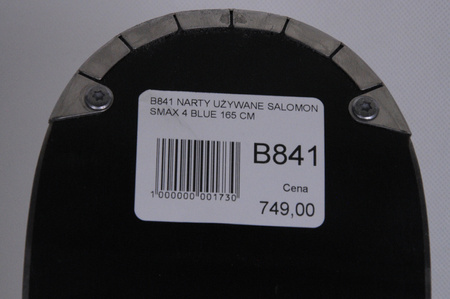 B841 NARTY UŻYWANE SALOMON
SMAX 4 BLUE 165 CM
B841
1000000001730
Cena
749,00